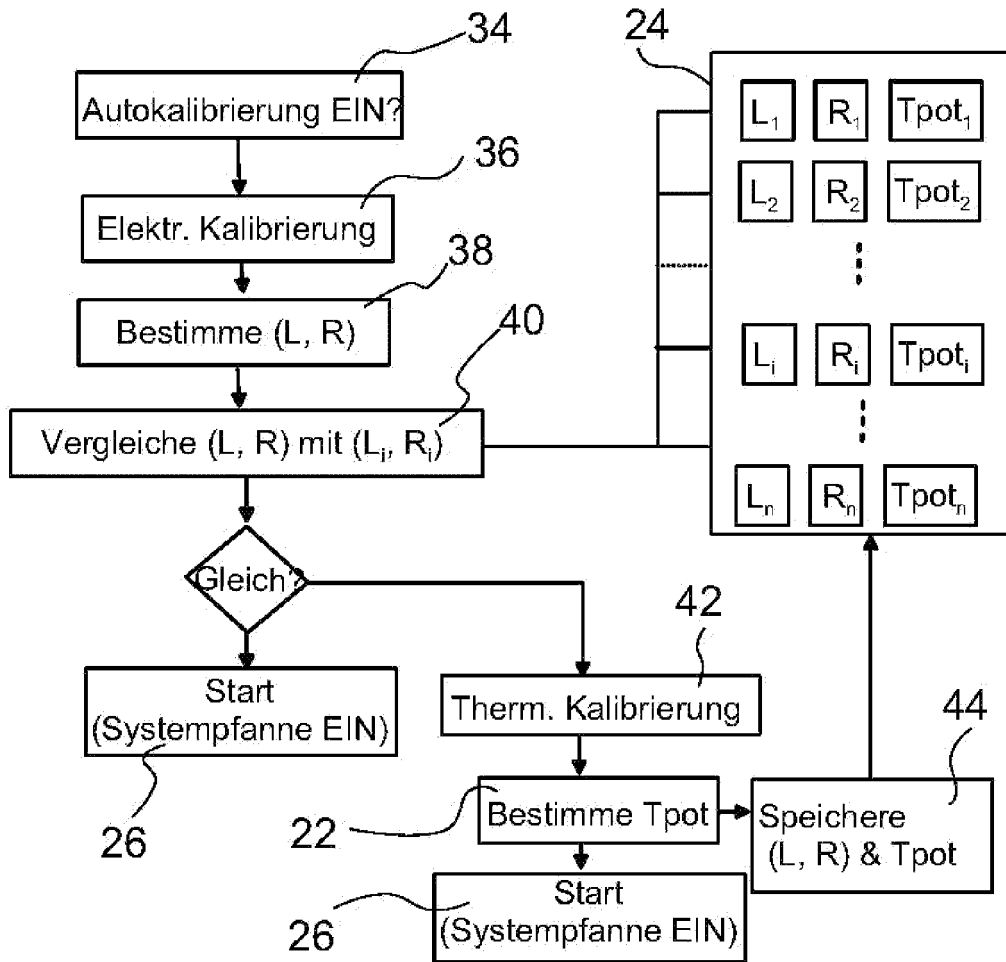 34
Autokalibrierung EIN?
36
Elektr. Kalibrierung
38
Bestimme (L, R)
40
Vergleiche (L, R) mit (Lᵢ, Rᵢ)
Gleich?
Start
(Systempfanne EIN)
26
24
L₁ R₁ Tpot₁
L₂ R₂ Tpot₂
Lᵢ Rᵢ Tpotᵢ
Lₙ Rₙ Tpotₙ
42
Therm. Kalibrierung
22
Bestimme Tpot
44
Speichere
(L, R) & Tpot
26
Start
(Systempfanne EIN)